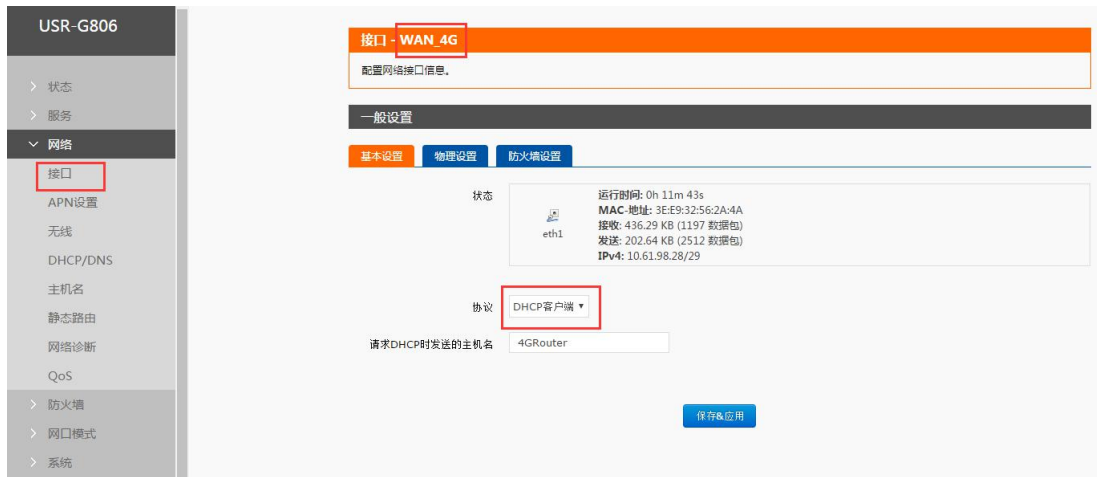 USR-G806
状态
服务
网络
接口
APN设置
无线
DHCP/DNS
主机名
静态路由
网络诊断
QoS
防火墙
网口模式
系统
接口 - WAN_4G
配置网络接口信息。
一般设置
基本设置 物理设置 防火墙设置
状态
eth1
运行时间: 0h 11m 43s
MAC-地址: 3E:E9:32:56:2A:4A
接收: 436.29 KB (1197 数据包)
发送: 202.64 KB (2512 数据包)
IPv4: 10.61.98.28/29
协议 DHCP客户端
请求DHCP时发送的主机名 4GRouter
保存&应用